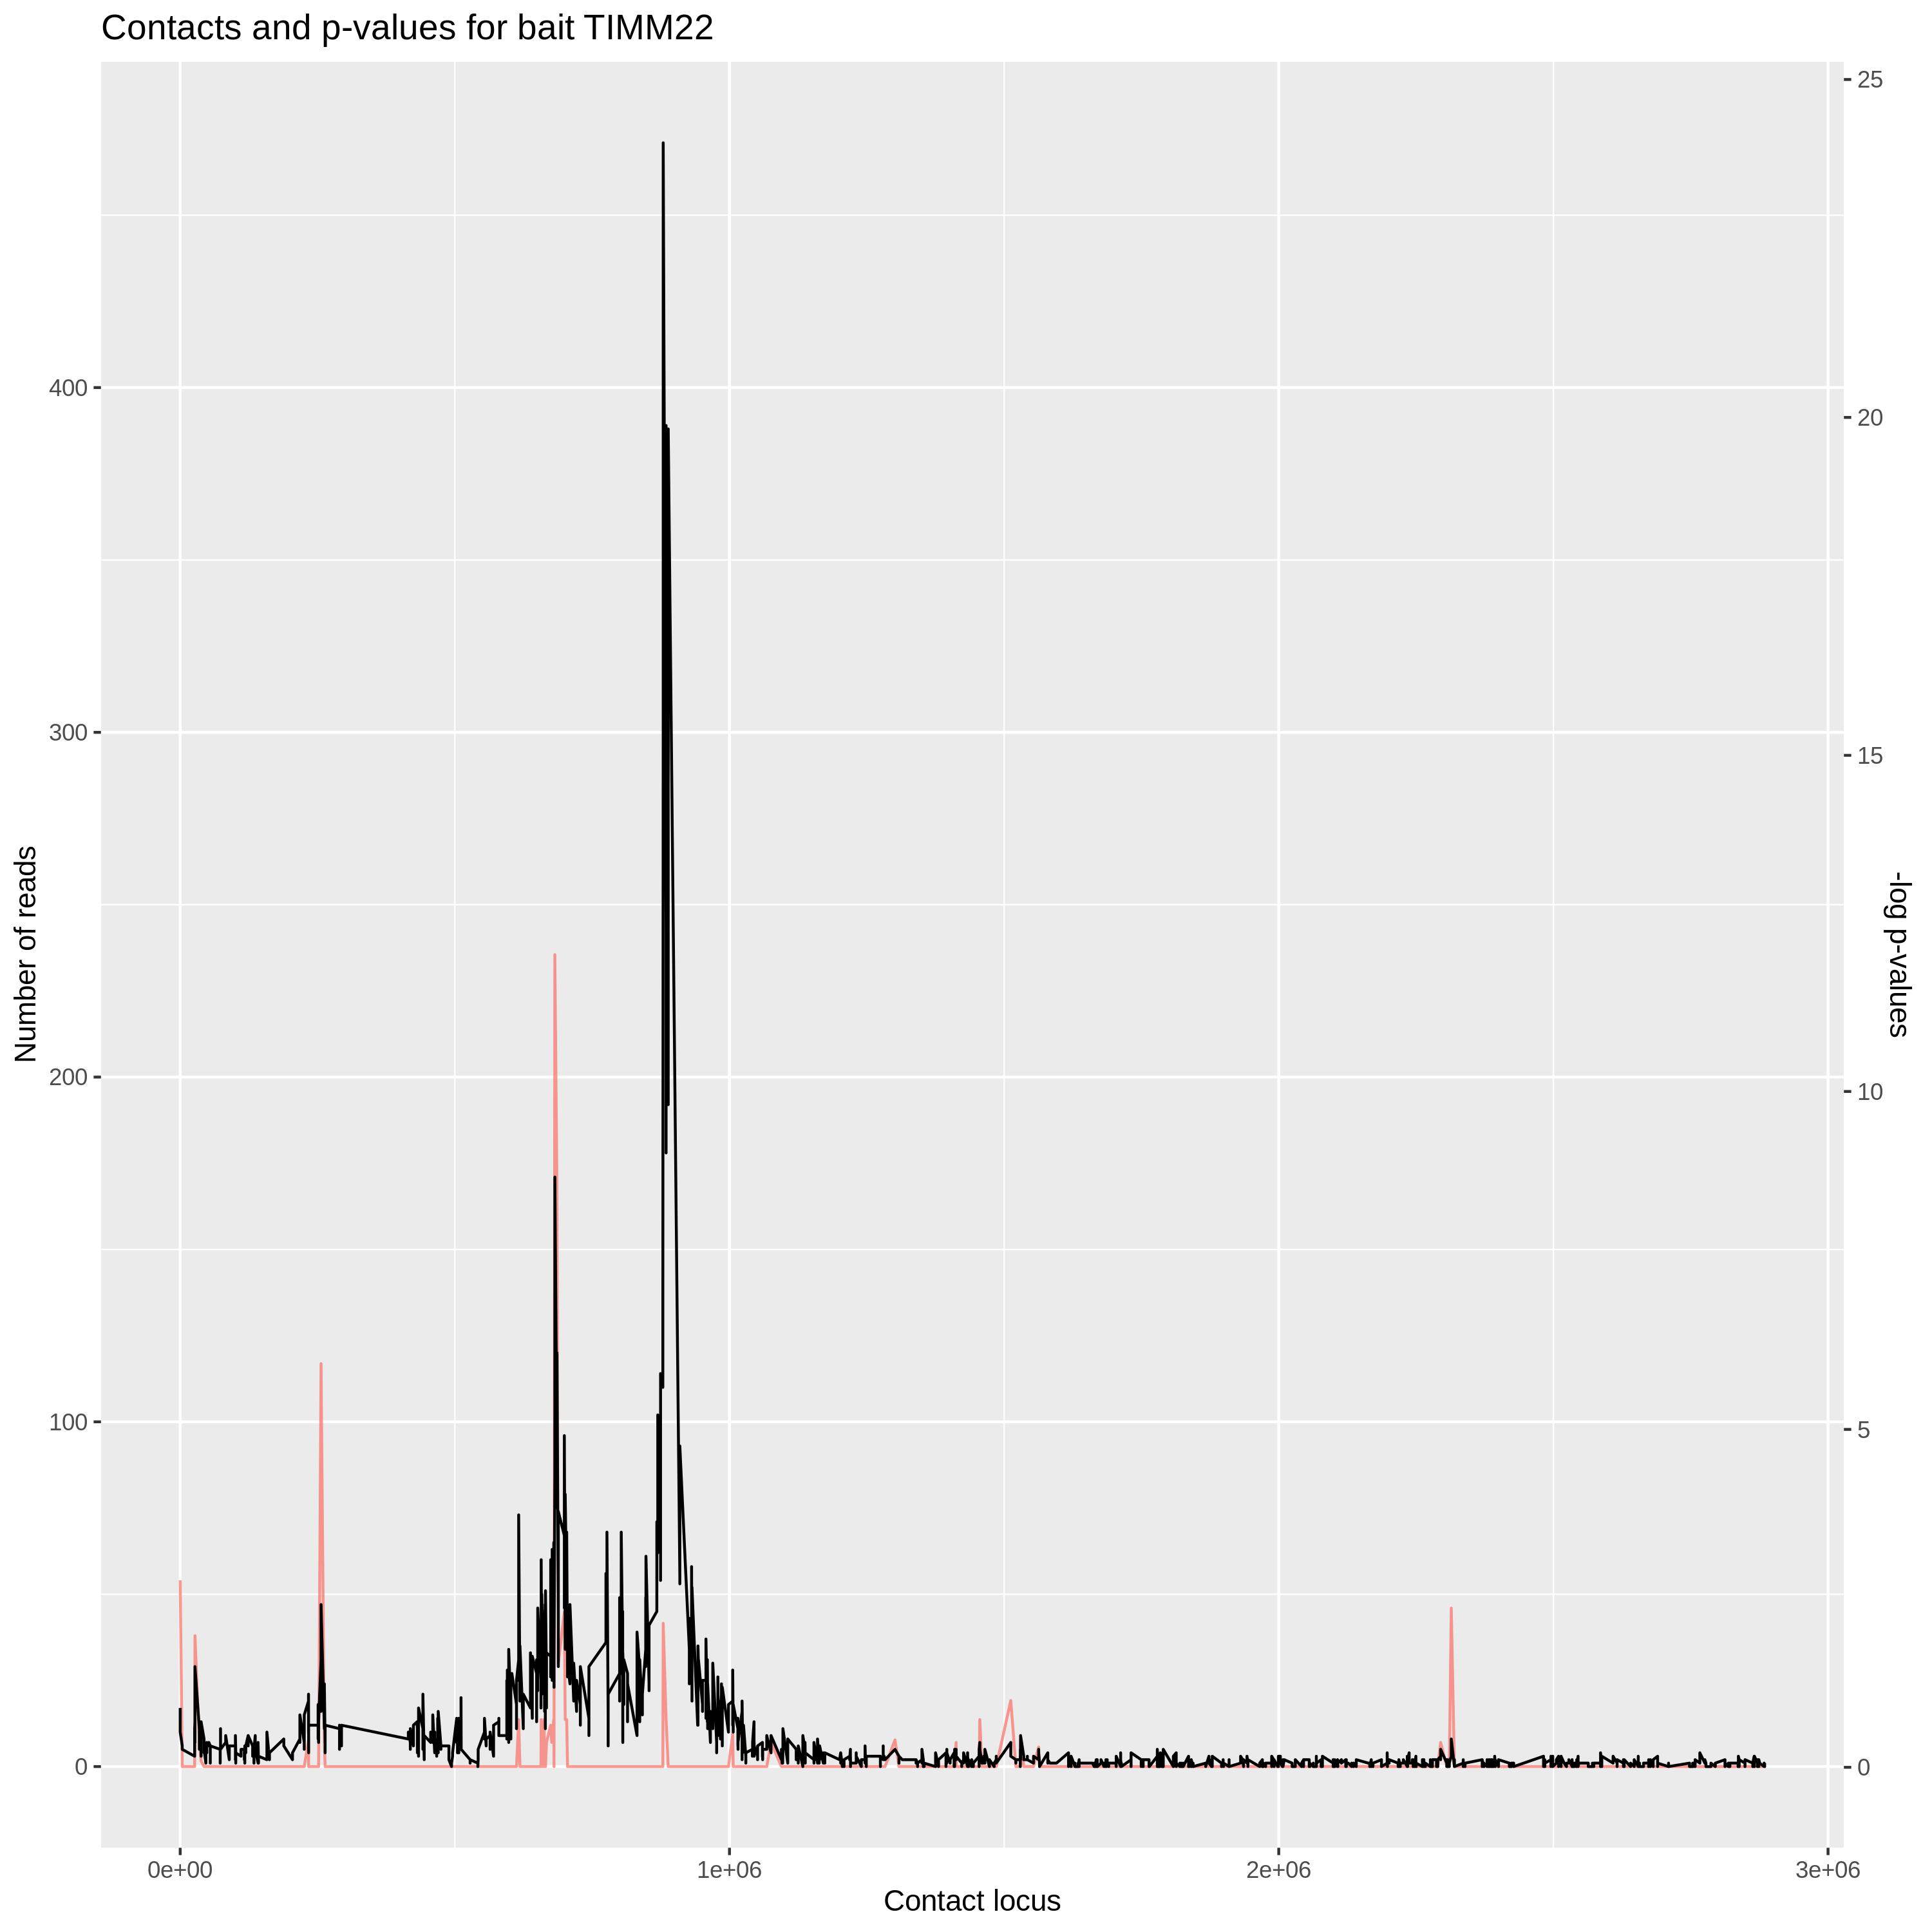 Contacts and p-values for bait TIMM22
Number of reads
400
300
200
100
0
25
20
15
10
5
0
-log p-values
0e+00
1e+06
2e+06
3e+06
Contact locus